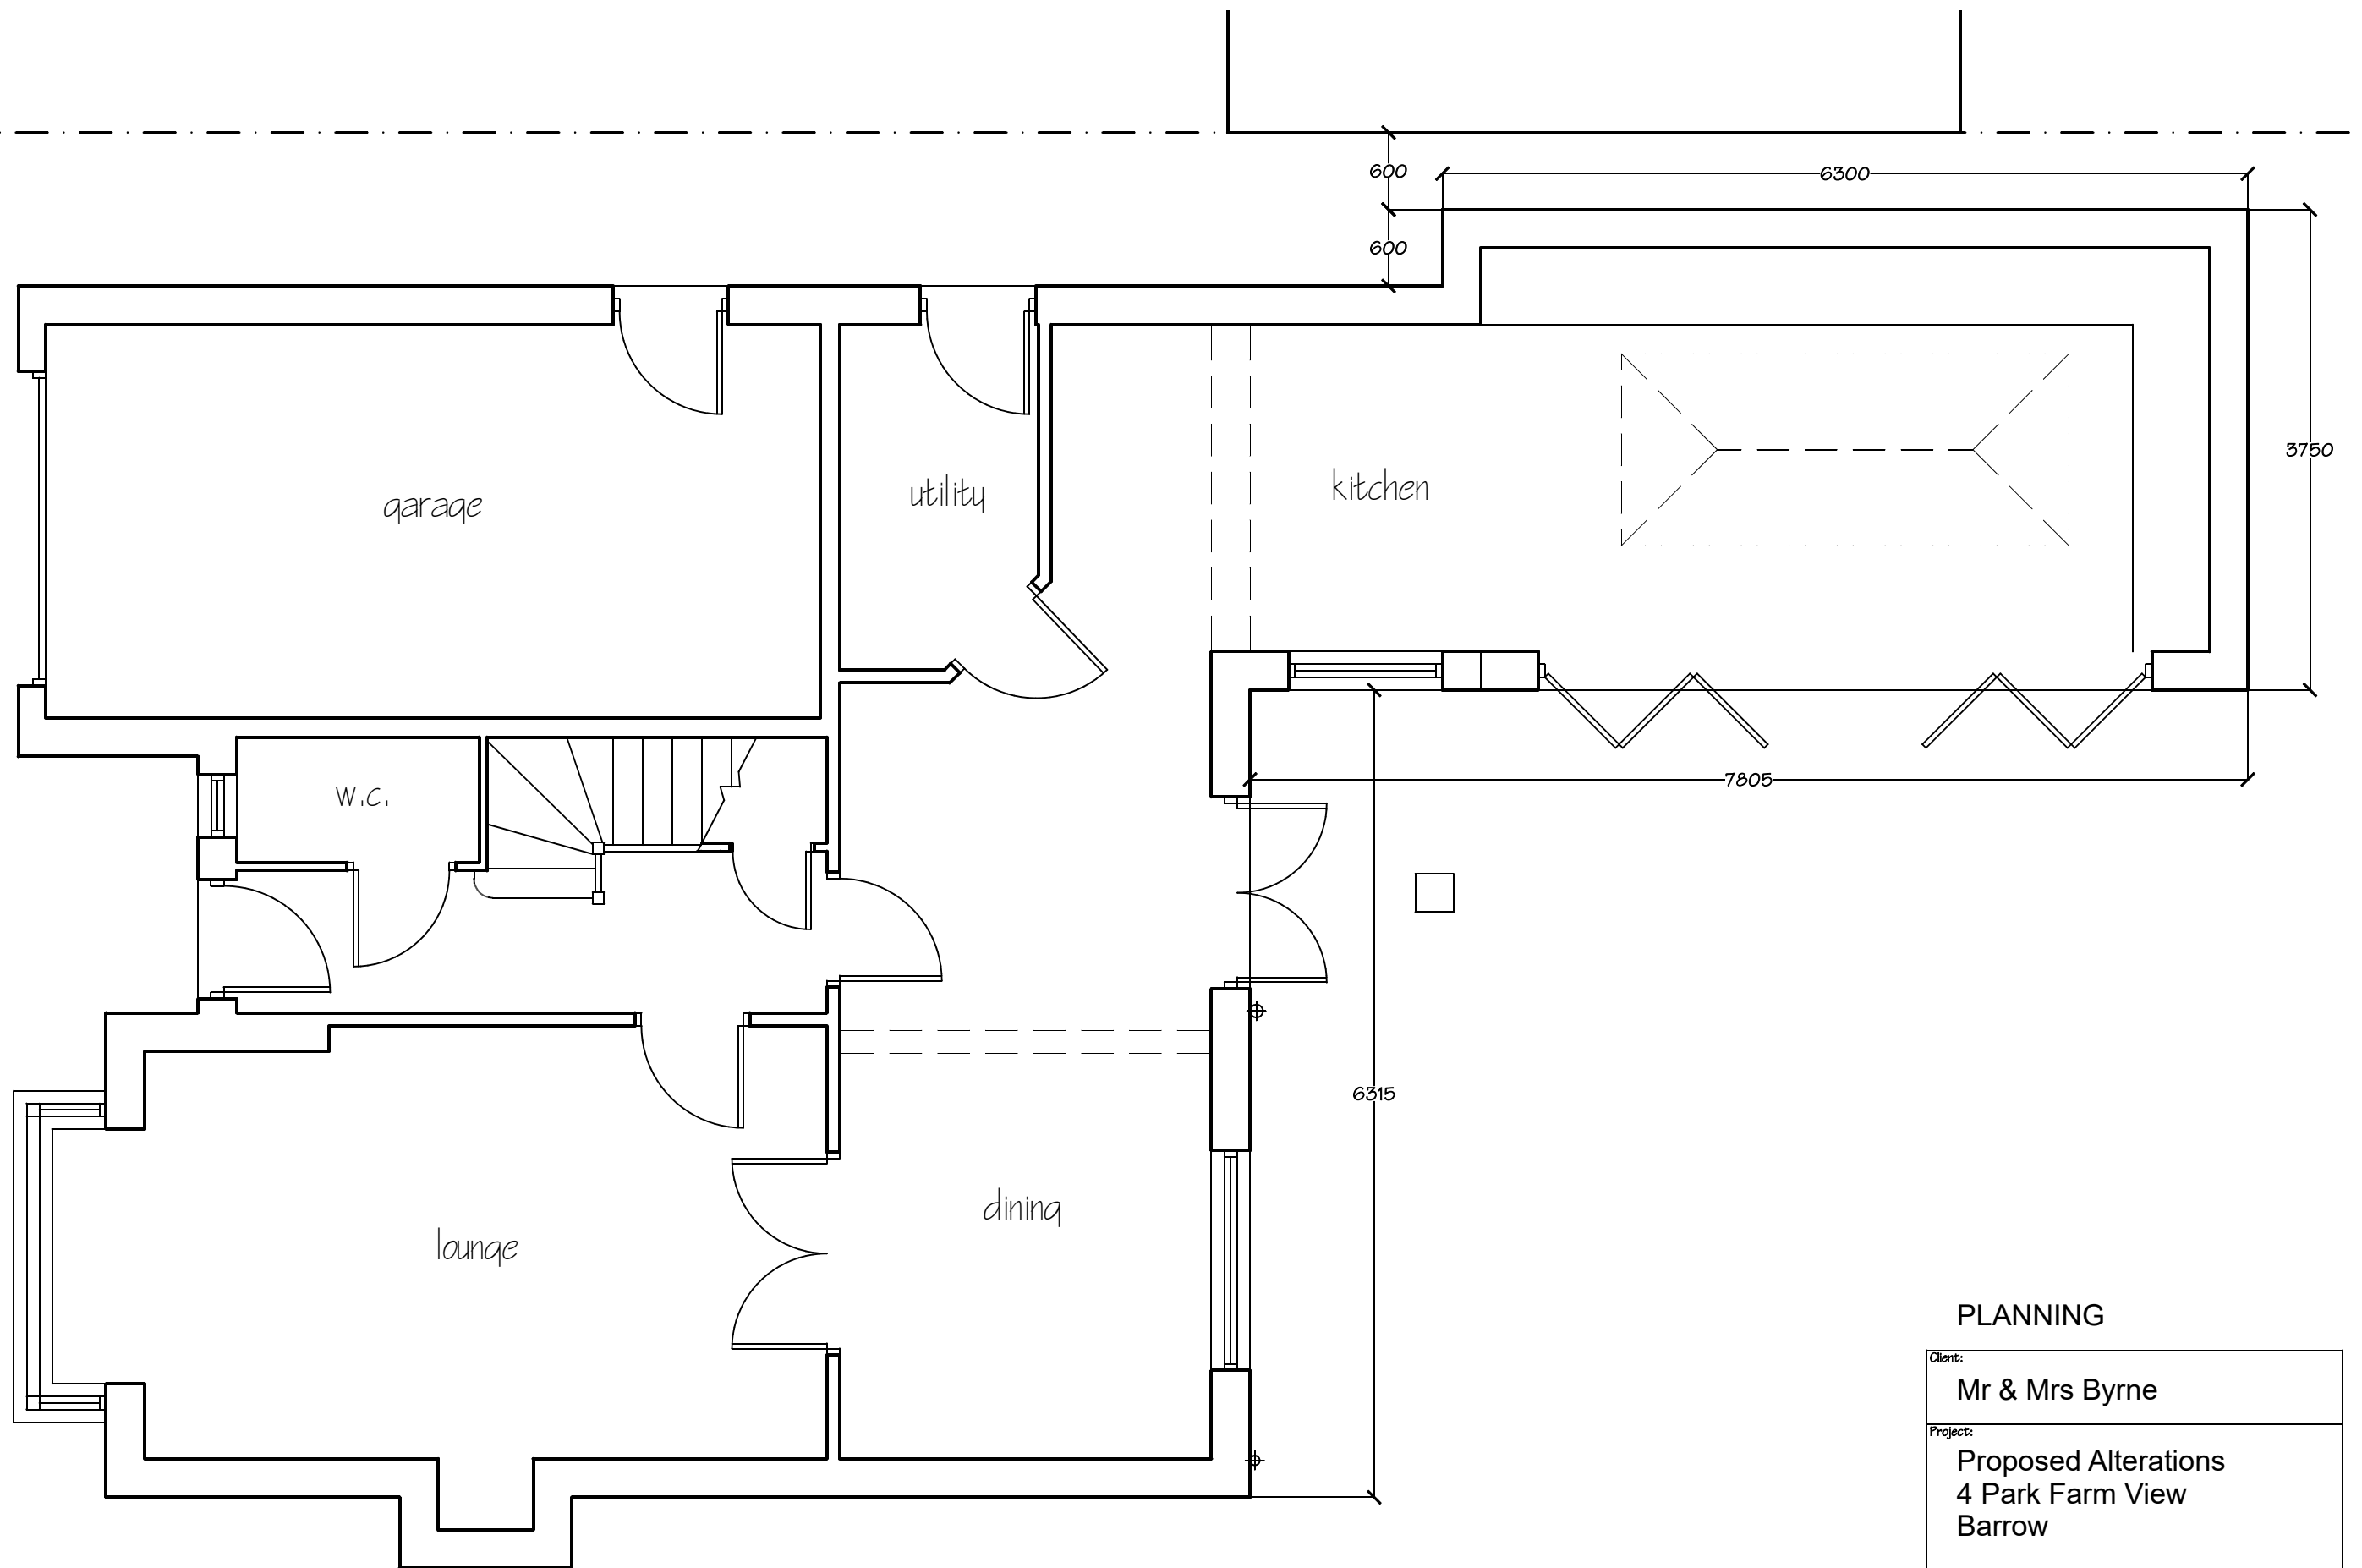 600
6300
600
3750
garage
utility
kitchen
7805
w.c.
6315
dining
lounge
PLANNING
Client:
Mr & Mrs Byrne
Project:
Proposed Alterations
4 Park Farm View
Barrow